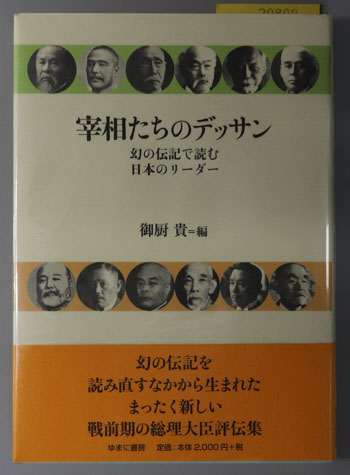 宰相たちのデッサン
幻の伝記で読む
日本のリーダー
御厨 貴=編
幻の伝記を
読み直すなかから生まれた
まったく新しい
戦前期の総理大臣評伝集
ゆまに書房 定価:本体2,000円+税